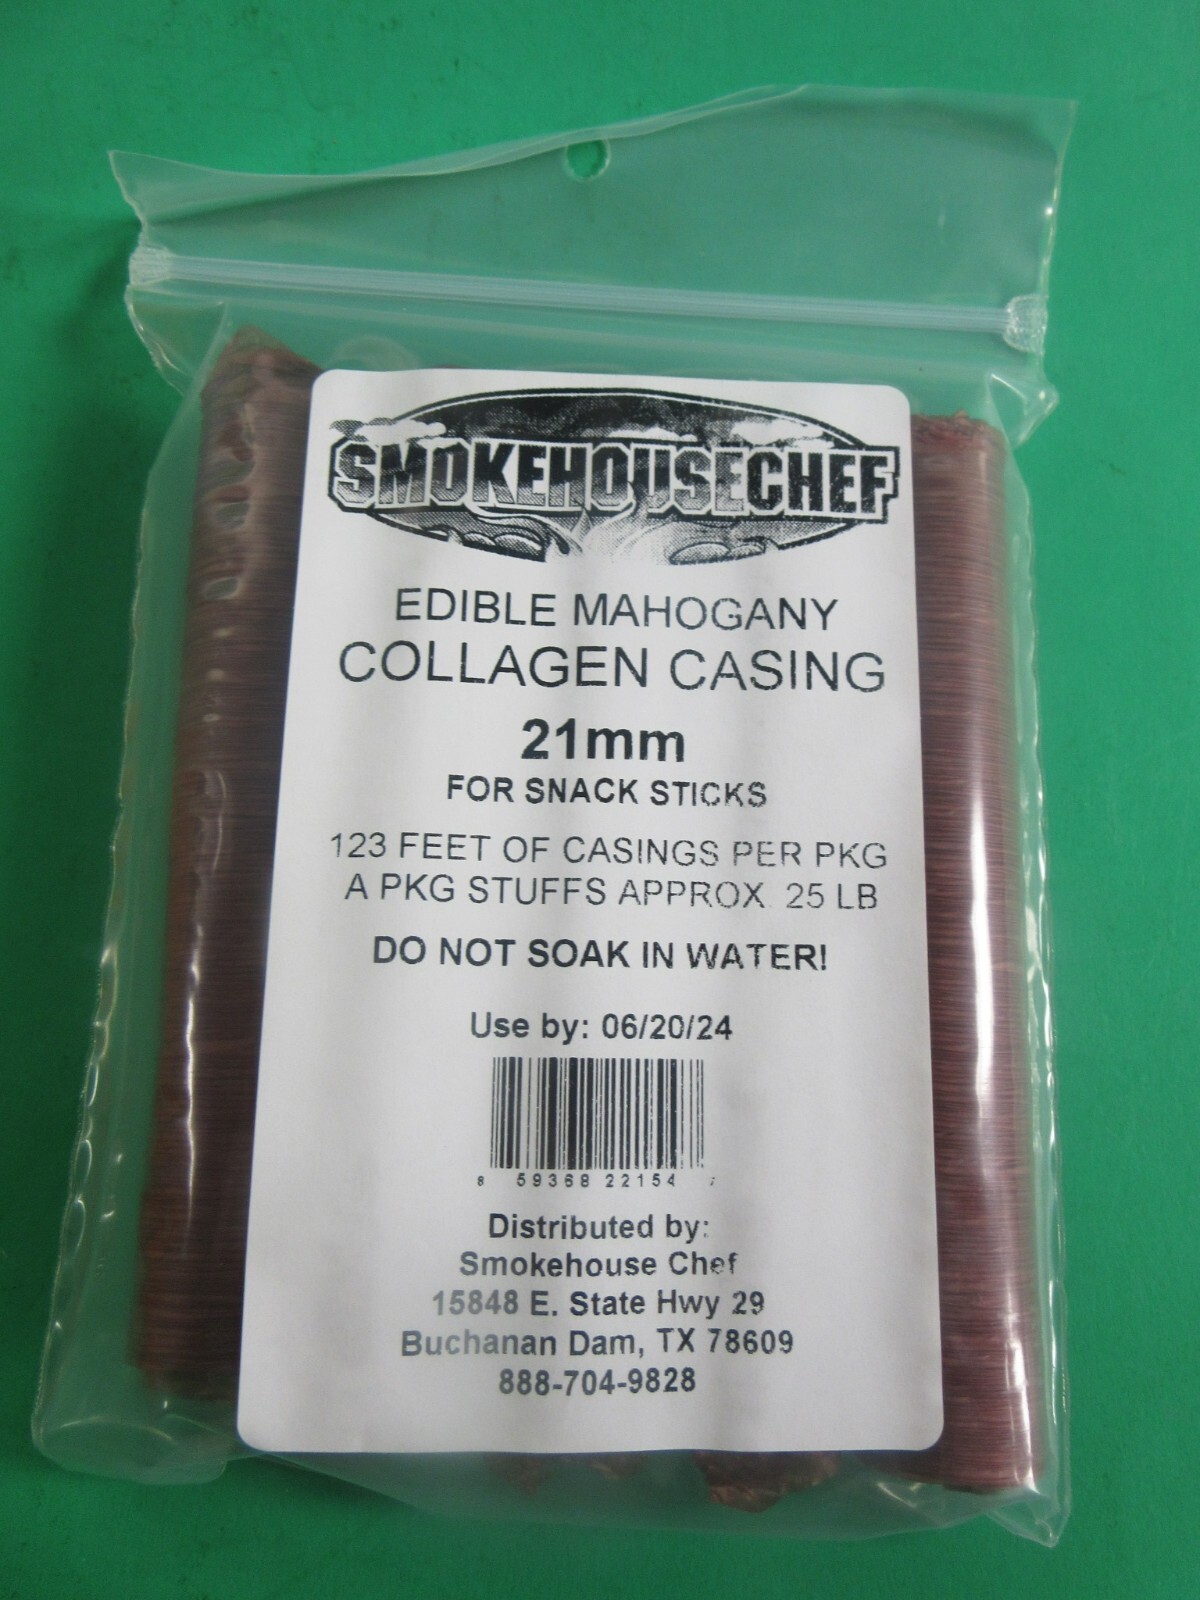 SMOKEHOUSECHEF
EDIBLE MAHOGANY
COLLAGEN CASING
21mm
FOR SNACK STICKS
123 FEET OF CASINGS PER PKG
A PKG STUFFS APPROX. 25 LB
DO NOT SOAK IN WATER!
Use by: 06/20/24
8 59368 22154
Distributed by:
Smokehouse Chef
15848 E. State Hwy 29
Buchanan Dam, TX 78609
888-704-9828